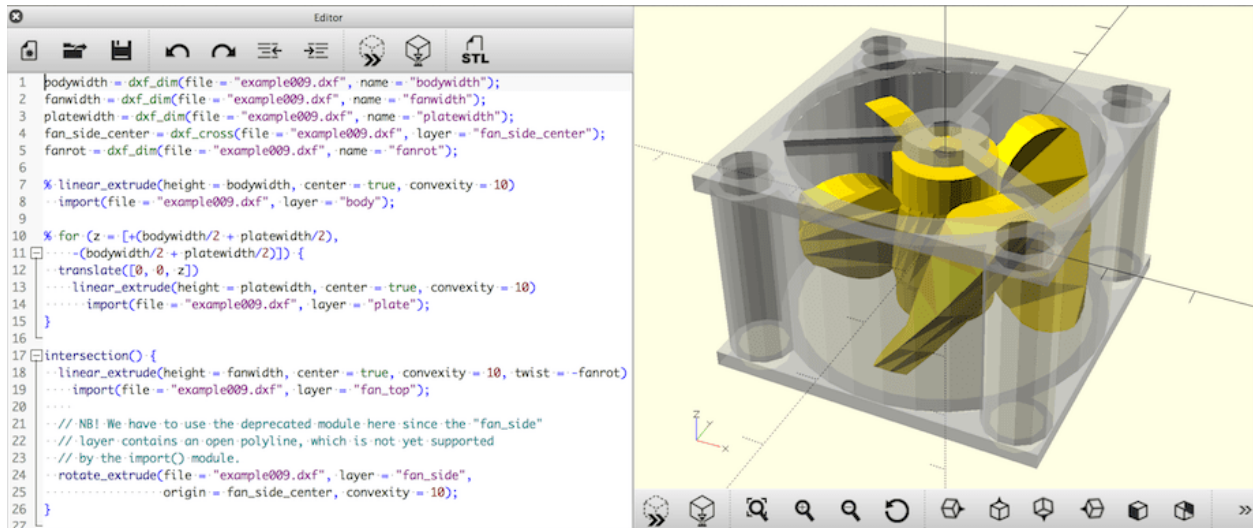 Editor
STL
1 bodywidth = dxf_dim(file = "example009.dxf", name = "bodywidth");
2 fanwidth = dxf_dim(file = "example009.dxf", name = "fanwidth");
3 platewidth = dxf_dim(file = "example009.dxf", name = "platewidth");
4 fan_side_center = dxf_cross(file = "example009.dxf", layer = "fan_side_center");
5 fanrot = dxf_dim(file = "example009.dxf", name = "fanrot");
6
7 % linear_extrude(height = bodywidth, center = true, convexity = 10)
8   import(file = "example009.dxf", layer = "body");
9
10 % for (z = [+(bodywidth/2 + platewidth/2),
11     -(bodywidth/2 + platewidth/2)]) {
12   translate([0, 0, z])
13     linear_extrude(height = platewidth, center = true, convexity = 10)
14       import(file = "example009.dxf", layer = "plate");
15 }
16
17 intersection() {
18   linear_extrude(height = fanwidth, center = true, convexity = 10, twist = -fanrot)
19     import(file = "example009.dxf", layer = "fan_top");
20
21   // NB! We have to use the deprecated module here since the "fan_side"
22   // layer contains an open polyline, which is not yet supported
23   // by the import() module.
24   rotate_extrude(file = "example009.dxf", layer = "fan_side",
25                  origin = fan_side_center, convexity = 10);
26 }
27
z
y
x